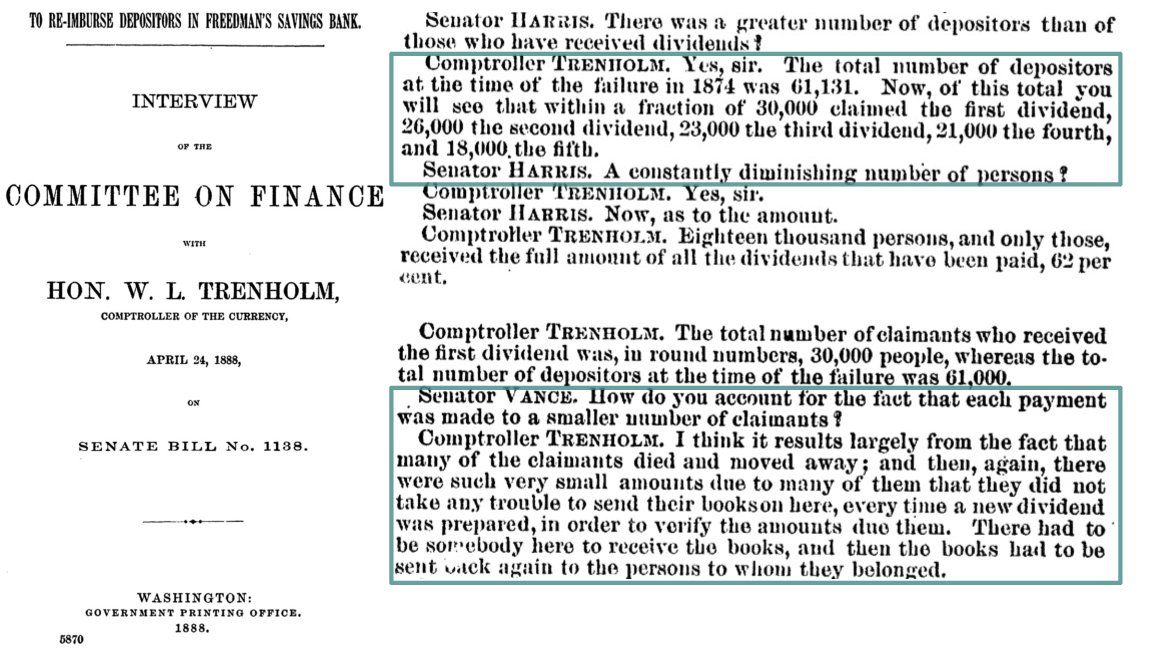 TO RE-IMBURSE DEPOSITORS IN FREEDMAN'S SAVINGS BANK.
INTERVIEW
OF THE
COMMITTEE ON FINANCE
WITH
HON. W. L. TRENHOLM,
COMPTROLLER OF THE CURRENCY,
APRIL 24, 1888,
ON
SENATE BILL No. 1138.
WASHINGTON:
GOVERNMENT PRINTING OFFICE.
1888.
5870
Senator HARRIS. There was a greater number of depositors than of
those who have received dividends?
Comptroller TRENHOLM. Yes, sir. The total number of depositors
at the time of the failure in 1874 was 61,131. Now, of this total you
will see that within a fraction of 30,000 claimed the first dividend,
26,000 the second dividend, 23,000 the third dividend, 21,000 the fourth,
and 18,000 the fifth.
Senator HARRIS. A constantly diminishing number of persons?
Comptroller TRENHOLM. Yes, sir.
Senator HARRIS. Now, as to the amount.
Comptroller TRENHOLM. Eighteen thousand persons, and only those,
received the full amount of all the dividends that have been paid, 62 per
cent.
Comptroller TRENHOLM. The total number of claimants who received
the first dividend was, in round numbers, 30,000 people, whereas the to-
tal number of depositors at the time of the failure was 61,000.
Senator VANCE. How do you account for the fact that each payment
was made to a smaller number of claimants?
Comptroller TRENHOLM. I think it results largely from the fact that
many of the claimants died and moved away; and then, again, there
were such very small amounts due to many of them that they did not
take any trouble to send their books on here, every time a new dividend
was prepared, in order to verify the amounts due them. There had to
be somebody here to receive the books, and then the books had to be
sent back again to the persons to whom they belonged.